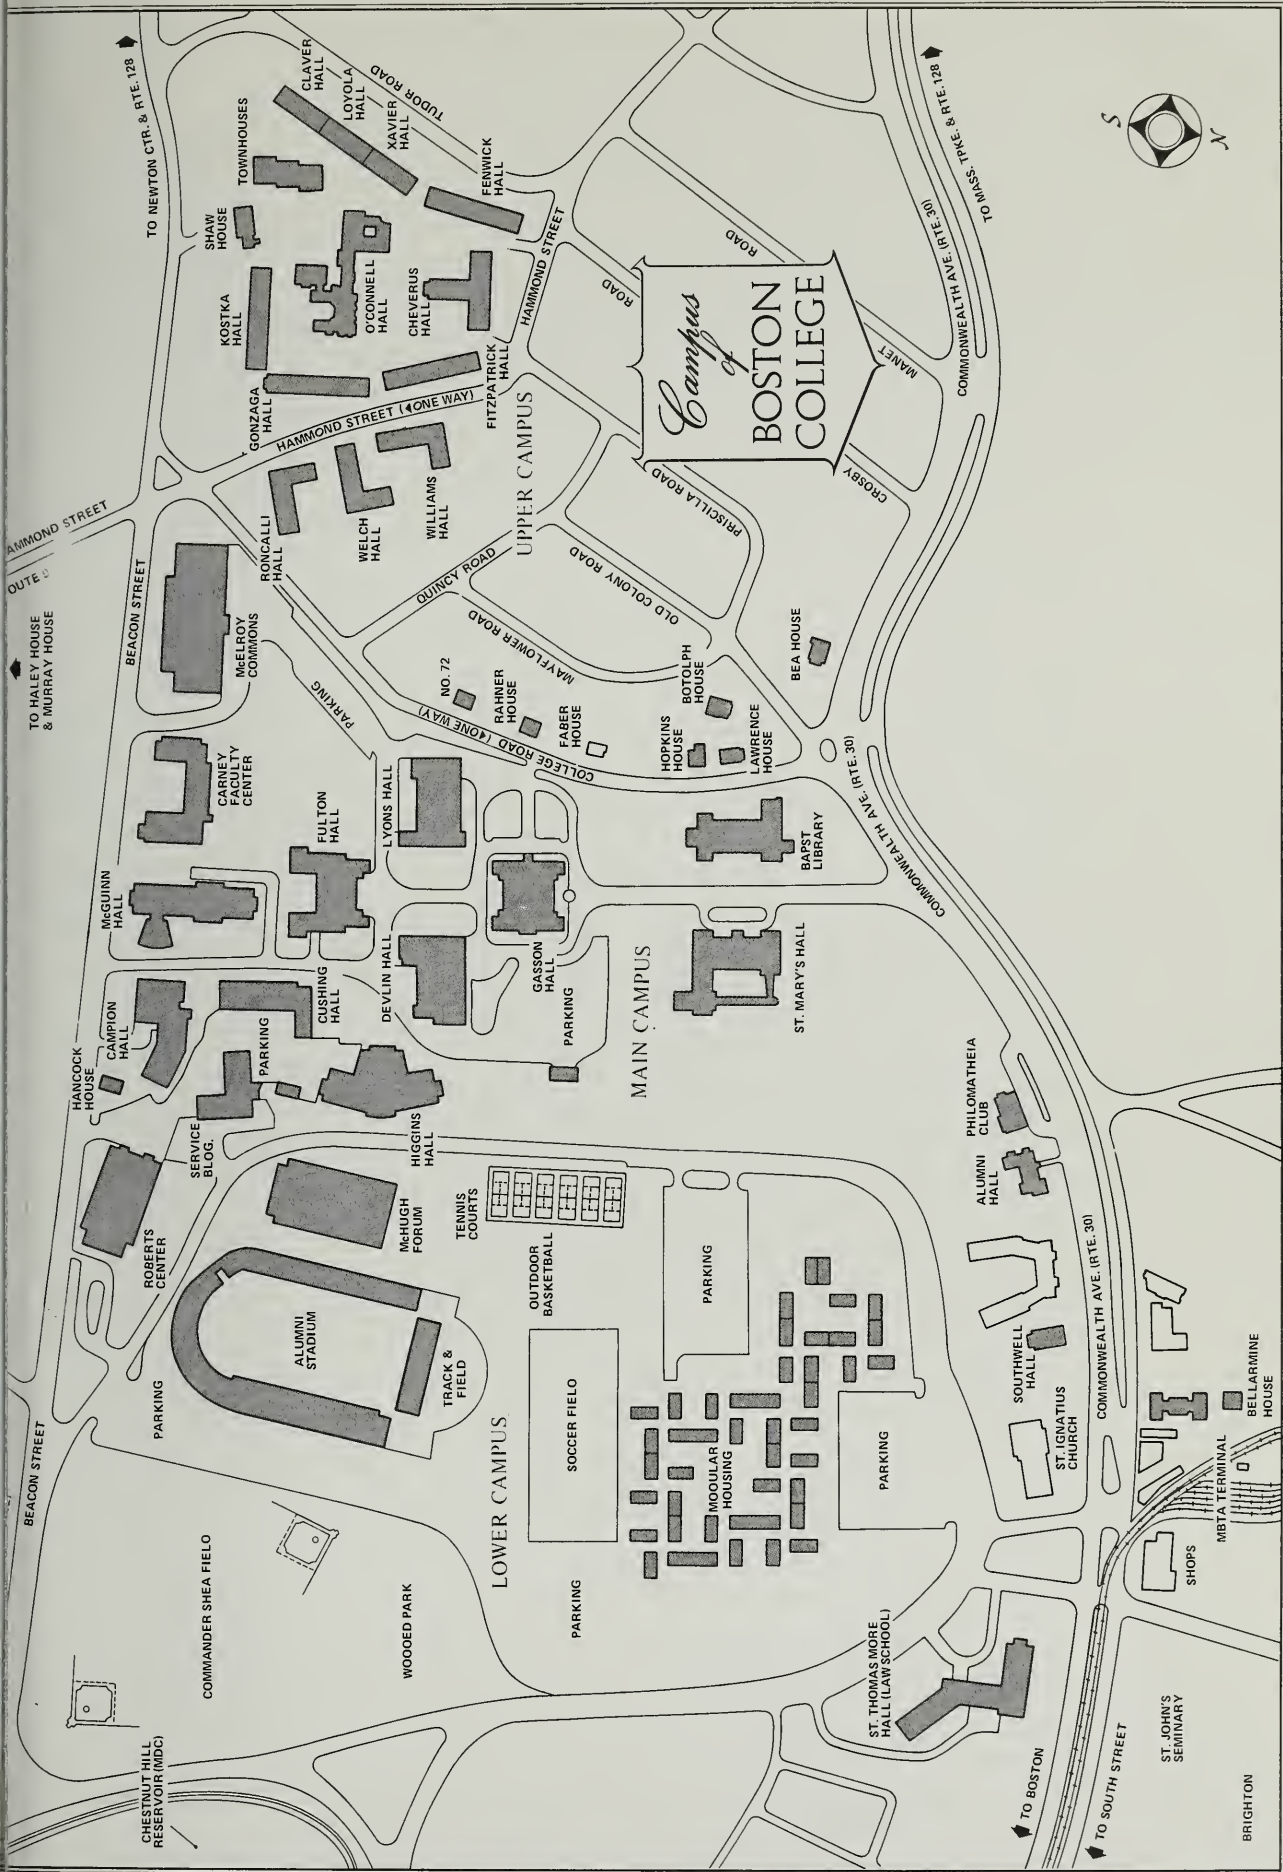 TO NEWTON CTR. & RTE. 128
CLAVER
HALL
LOYOLA
HALL
XAVIER
HALL
TUDOR ROAD
TOWNHOUSES
FENWICK
HALL
SHAW
HOUSE
KOSTKA
HALL
O'CONNELL
HALL
CHEVERUS
HALL
HAMMOND STREET
GONZAGA
HALL
FITZPATRICK
HALL
HAMMOND STREET (ONE WAY)
AMMOND STREET
OUTE 9
TO HALEY HOUSE
& MURRAY HOUSE
BEACON STREET
RONCALLI
HALL
WELCH
HALL
WILLIAMS
HALL
UPPER CAMPUS
McELROY
COMMONS
PARKING
QUINCY ROAD
MAYFLOWER ROAD
OLD COLONY ROAD
PRISCILLA ROAD
CROSBY
ROAD
MANET
ROAD
Campus
of
BOSTON
COLLEGE
S
N
TO MASS. TPKE. & RTE. 128
COMMONWEALTH AVE. (RTE. 30)
COMMONWEALTH AVE. (RTE. 30)
NO. 72
RAHNER
HOUSE
FABER
HOUSE
COLLEGE ROAD (ONE WAY)
HOPKINS
HOUSE
BOTOLPH
HOUSE
LAWRENCE
HOUSE
BEA HOUSE
CARNEY
FACULTY
CENTER
FULTON
HALL
LYONS HALL
BAPST
LIBRARY
McGUINN
HALL
CUSHING
HALL
DEVLIN HALL
GASSON
HALL
PARKING
MAIN CAMPUS
ST. MARY'S HALL
HANCOCK
HOUSE
CAMPION
HALL
PARKING
SERVICE
BLDG.
HIGGINS
HALL
ROBERTS
CENTER
McHUGH
FORUM
TENNIS
COURTS
OUTDOOR
BASKETBALL
PARKING
PHILOMATHEIA
CLUB
ALUMNI
HALL
COMMONWEALTH AVE. (RTE. 30)
COMMONWEALTH
ALUMNI
STADIUM
TRACK &
FIELD
PARKING
BEACON STREET
LOWER CAMPUS
SOCCER FIELD
MODULAR
HOUSING
PARKING
PARKING
SOUTHWELL
HALL
ST. IGNATIUS
CHURCH
COMMONWEALTH AVE. (RTE. 30)
BELLARMINE
HOUSE
MBTA TERMINAL
SHOPS
COMMANDER SHEA FIELD
WOODED PARK
ST. THOMAS MORE
HALL (LAW SCHOOL)
CHESTNUT HILL
RESERVOIR (MDC)
TO BOSTON
TO SOUTH STREET
ST. JOHN'S
SEMINARY
BRIGHTON